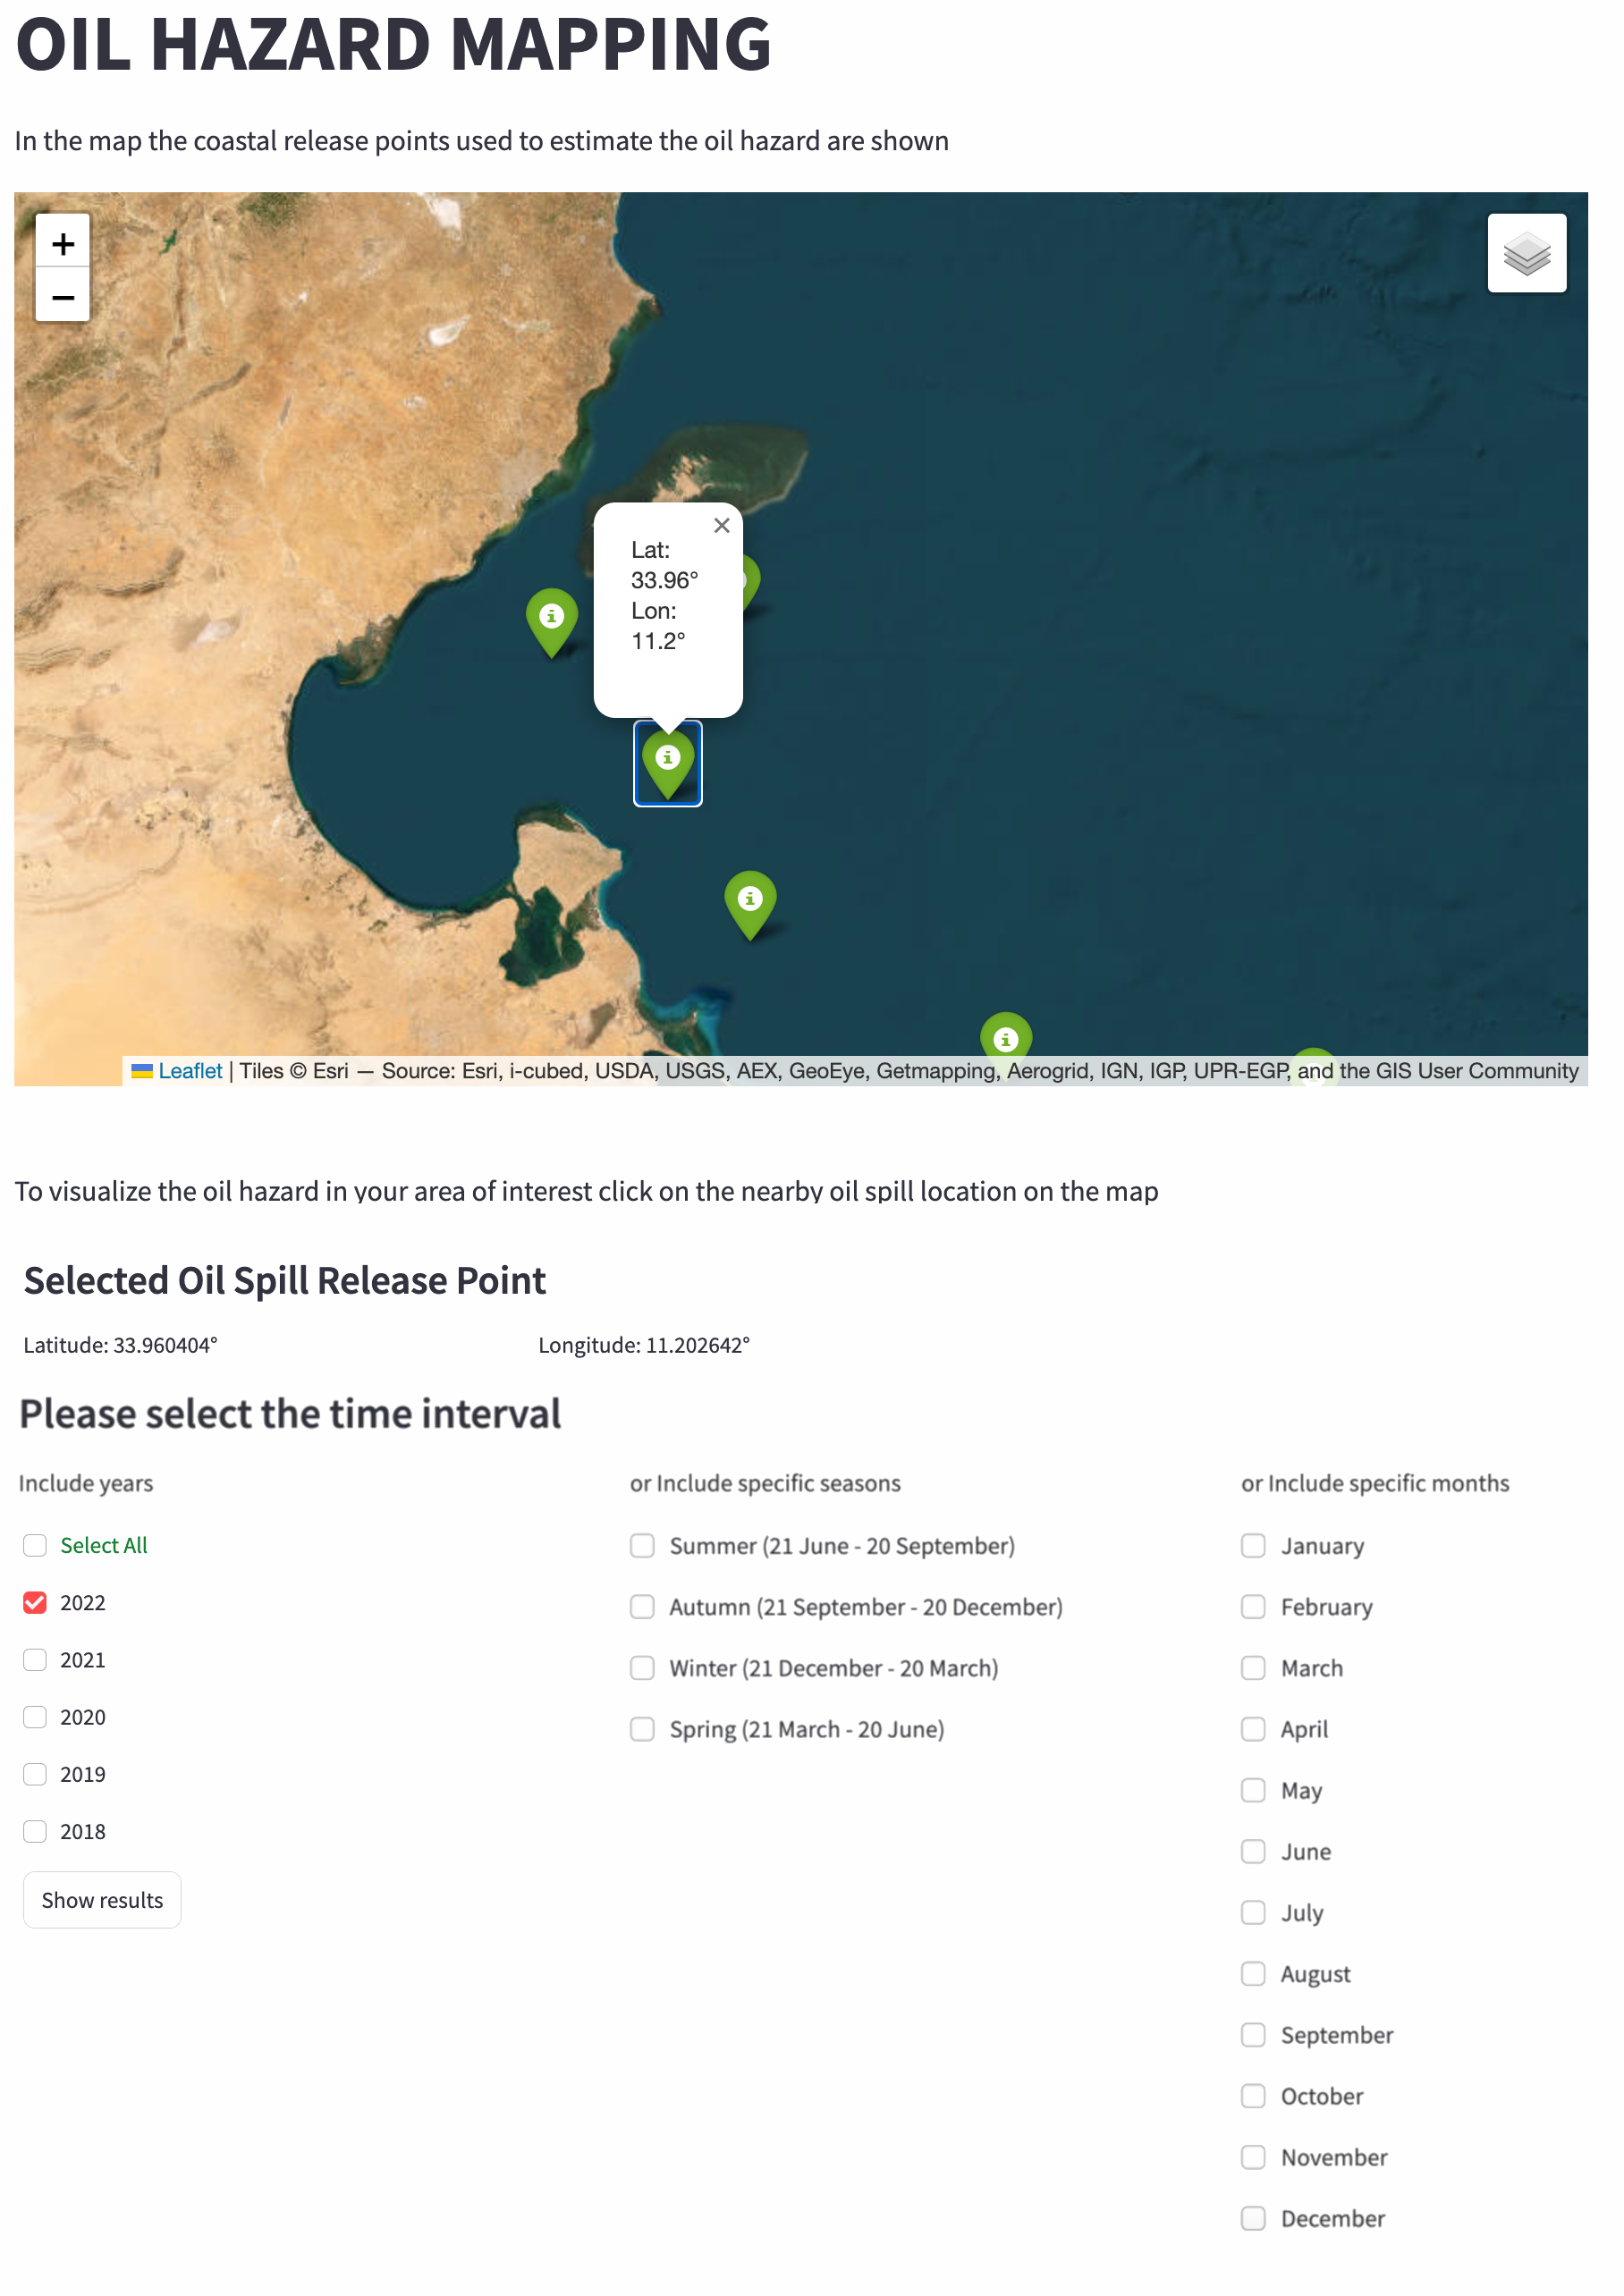 OIL HAZARD MAPPING
In the map the coastal release points used to estimate the oil hazard are shown
+
−
×
Lat:
33.96°
Lon:
11.2°
Leaflet | Tiles © Esri — Source: Esri, i-cubed, USDA, USGS, AEX, GeoEye, Getmapping, Aerogrid, IGN, IGP, UPR-EGP, and the GIS User Community
To visualize the oil hazard in your area of interest click on the nearby oil spill location on the map
Selected Oil Spill Release Point
Latitude: 33.960404°
Longitude: 11.202642°
Please select the time interval
Include years
Select All
2022
2021
2020
2019
2018
Show results
or Include specific seasons
Summer (21 June - 20 September)
Autumn (21 September - 20 December)
Winter (21 December - 20 March)
Spring (21 March - 20 June)
or Include specific months
January
February
March
April
May
June
July
August
September
October
November
December